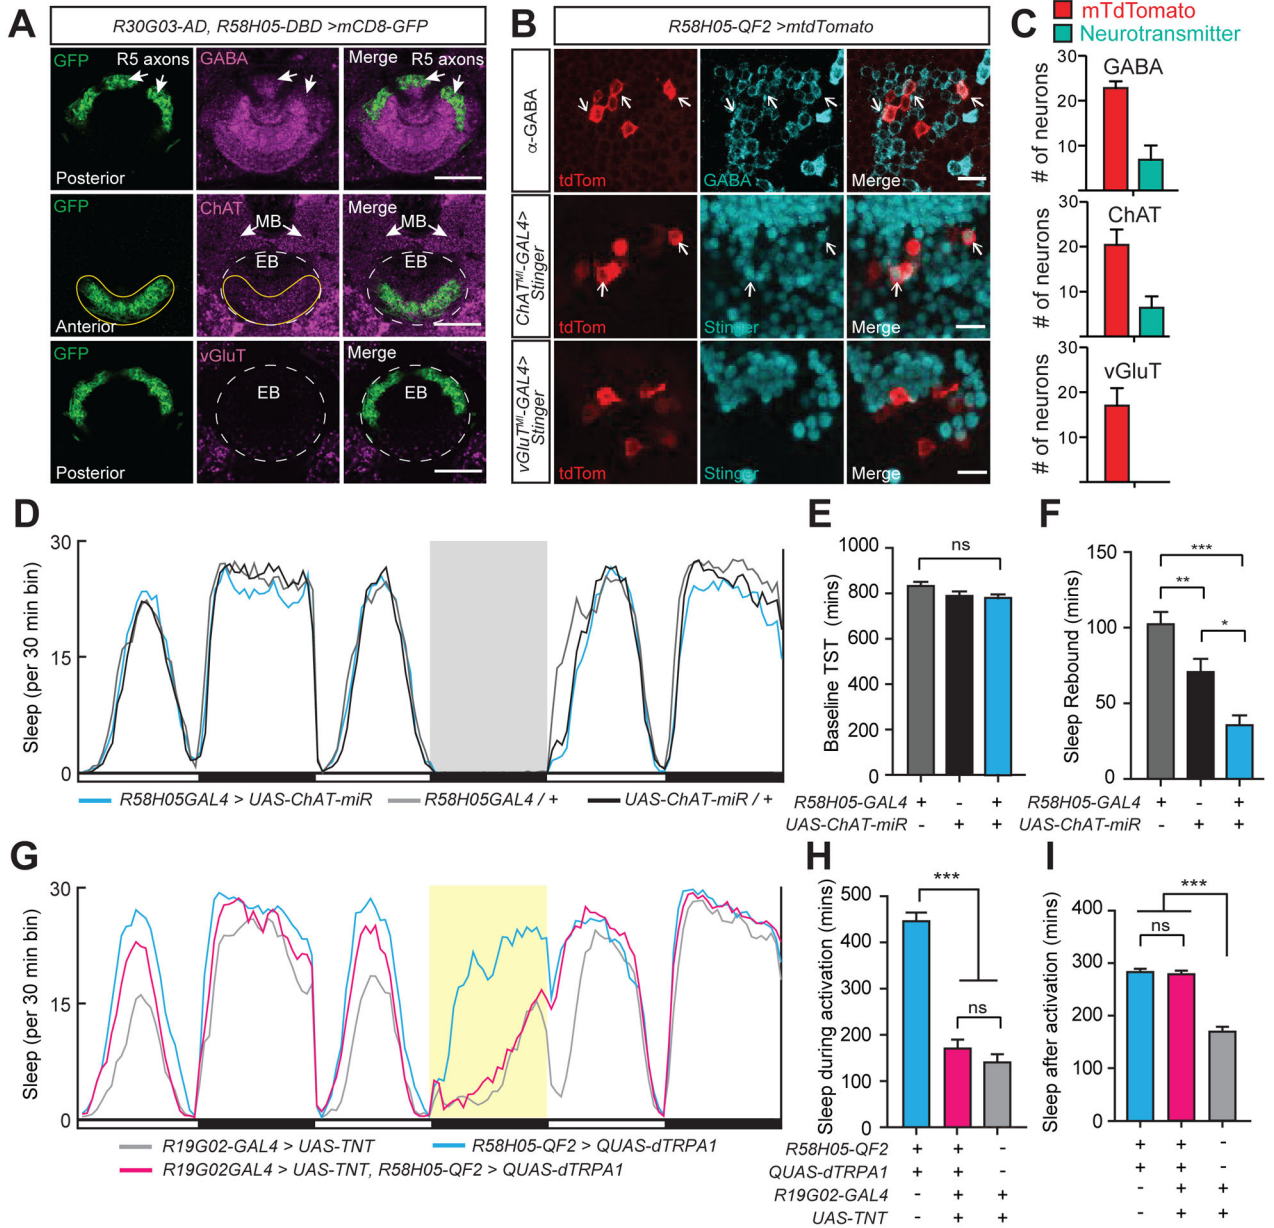 A
R30G03-AD, R58H05-DBD >mCD8-GFP
GFP
R5 axons
GABA
Merge
R5 axons
Posterior
GFP
ChAT
MB
EB
Merge
MB
EB
Anterior
GFP
vGluT
EB
Merge
EB
Posterior
B
R58H05-QF2 >mtdTomato
α-GABA
tdTom
GABA
Merge
ChATMI-GAL4>
Stinger
tdTom
Stinger
Merge
vGluTMI-GAL4>
Stinger
tdTom
Stinger
Merge
C
mTdTomato
Neurotransmitter
GABA
# of neurons
30
20
10
ChAT
# of neurons
30
20
10
vGluT
# of neurons
30
20
10
D
Sleep (per 30 min bin)
30
15
0
R58H05GAL4 > UAS-ChAT-miR
R58H05GAL4 / +
UAS-ChAT-miR / +
E
Baseline TST (mins)
1000
800
600
400
200
0
ns
R58H05-GAL4 + - +
UAS-ChAT-miR - + +
F
Sleep Rebound (mins)
150
100
50
0
***
**
*
R58H05-GAL4 + - +
UAS-ChAT-miR - + +
G
Sleep (per 30 min bin)
30
15
0
R19G02-GAL4 > UAS-TNT
R58H05-QF2 > QUAS-dTRPA1
R19G02GAL4 > UAS-TNT, R58H05-QF2 > QUAS-dTRPA1
H
Sleep during activation (mins)
500
400
300
200
100
0
***
ns
R58H05-QF2 + + -
QUAS-dTRPA1 + + -
R19G02-GAL4 - + +
UAS-TNT - + +
I
Sleep after activation (mins)
400
300
200
100
0
***
ns
+ + -
+ + -
- + +
- + +